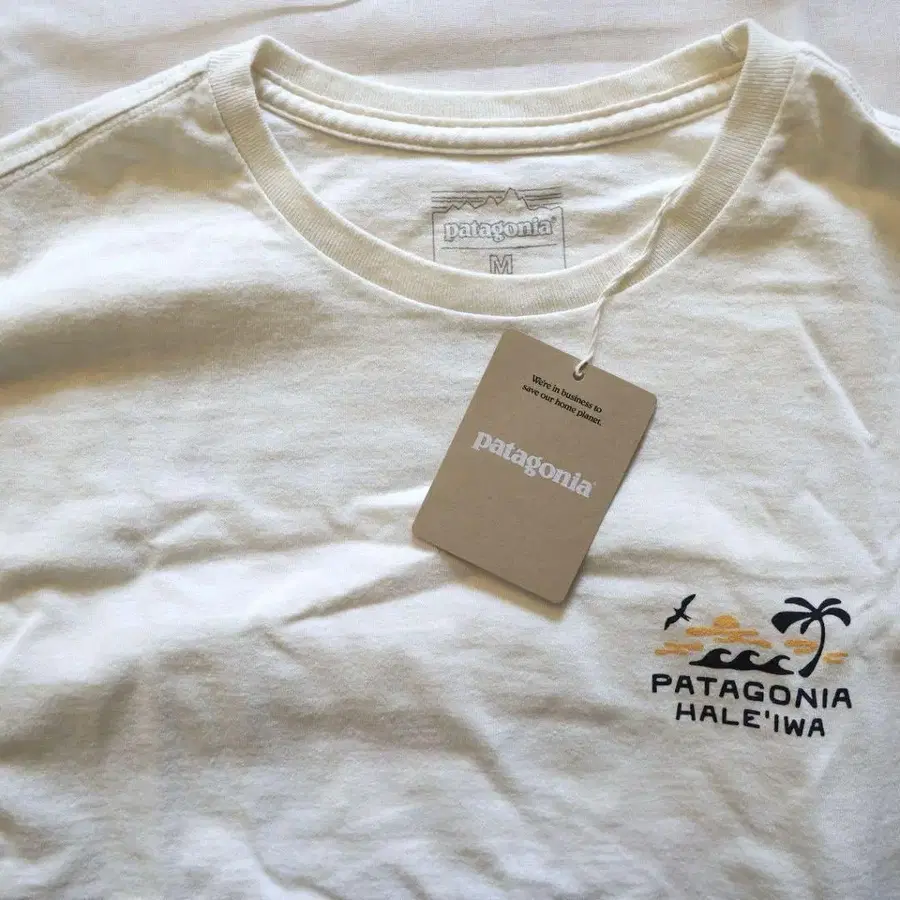 patagonia®
M
We're in business to
save our home planet.
patagonia®
PATAGONIA
HALE'IWA